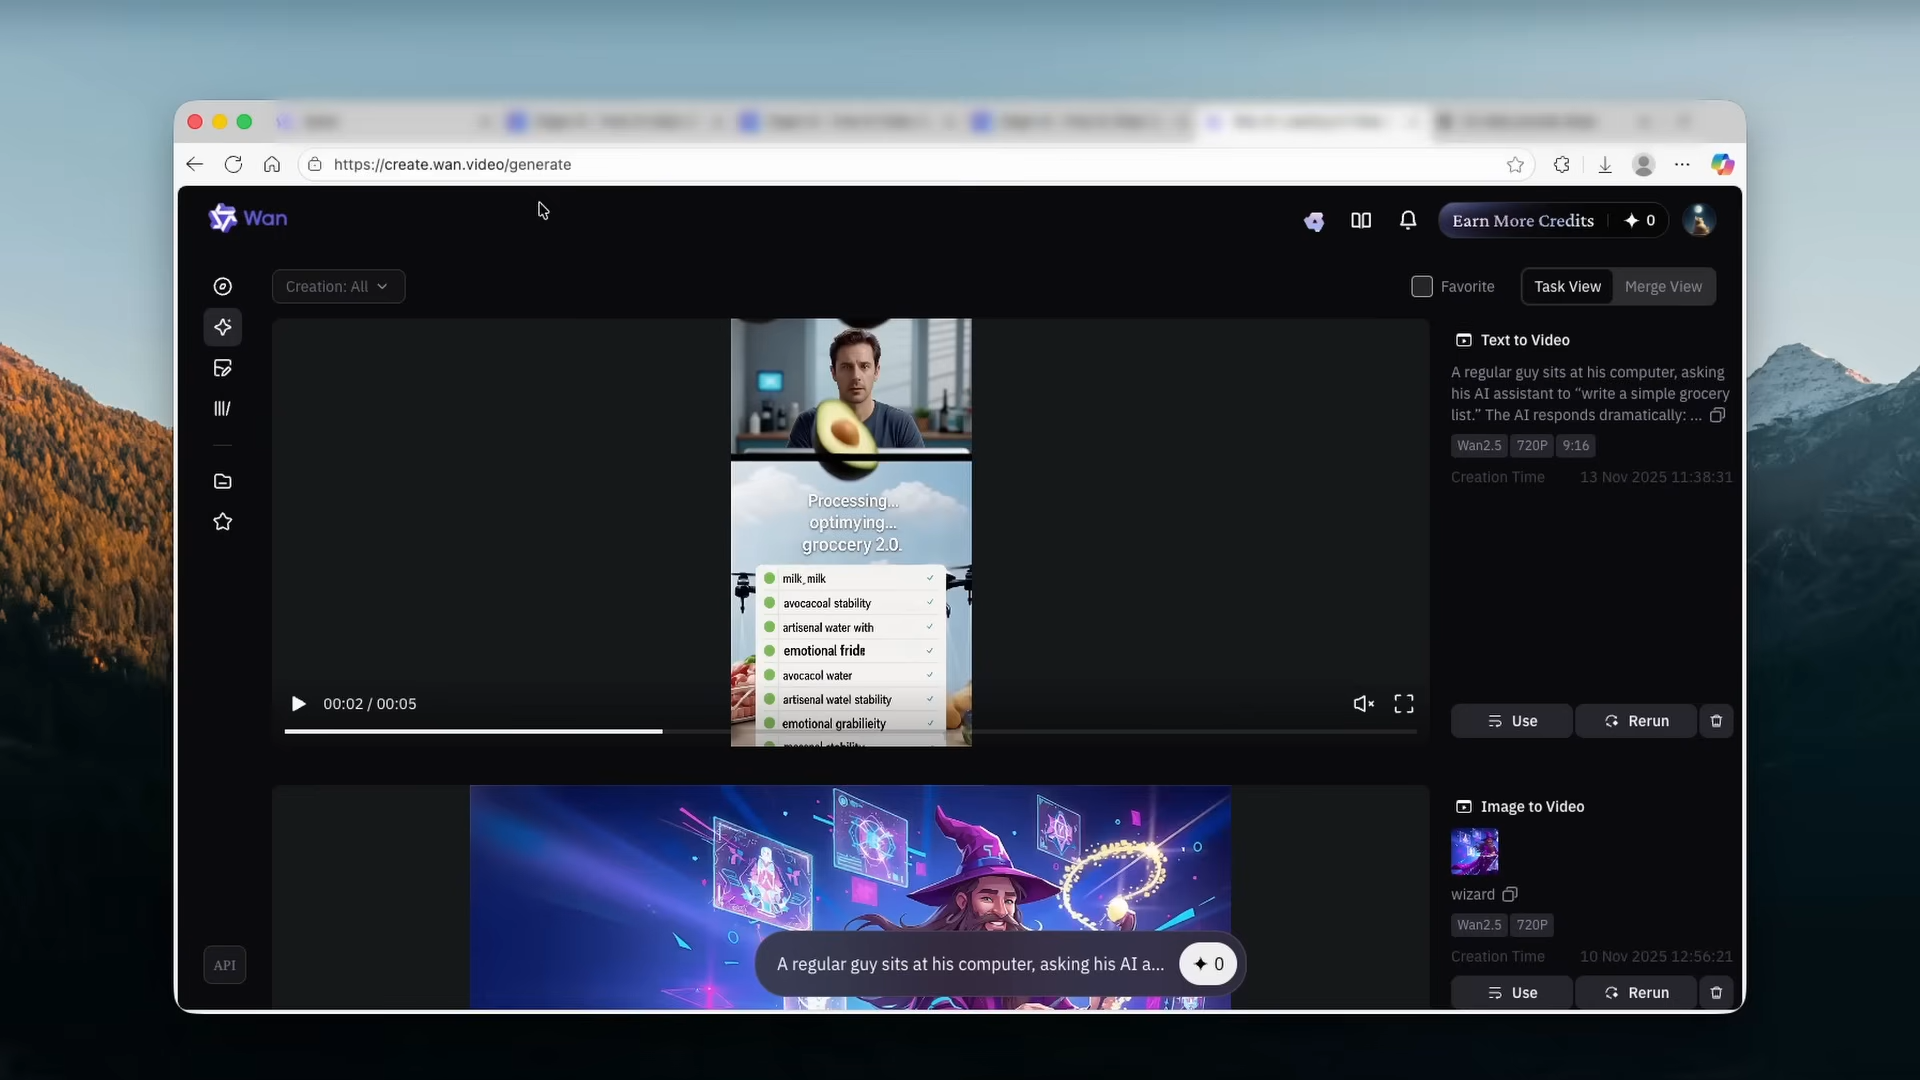 https://create.wan.video/generate
Wan
Earn More Credits
0
Creation: All
Favorite
Task View
Merge View
Text to Video
A regular guy sits at his computer, asking
his AI assistant to “write a simple grocery
list.” The AI responds dramatically: ...
Wan2.5
720P
9:16
Creation Time
13 Nov 2025 11:38:31
Processing...
optimying...
groccery 2.0.
milk, milk
avocacoal stability
artisenal water with
emotional fride
avocacol water
artisenal watel stability
emotional grabilieity
00:02 / 00:05
Use
Rerun
Image to Video
wizard
Wan2.5
720P
Creation Time
10 Nov 2025 12:56:21
Use
Rerun
API
A regular guy sits at his computer, asking his AI a...
0